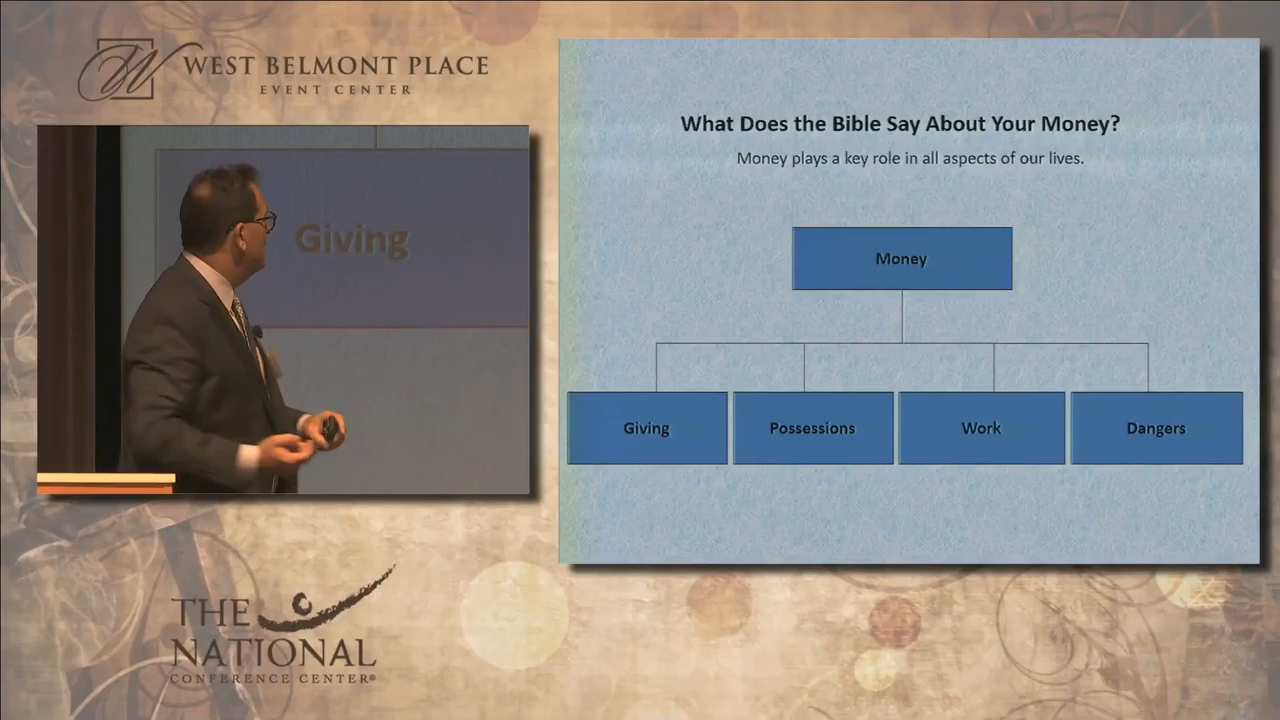 W
WEST BELMONT PLACE
EVENT CENTER
Giving
What Does the Bible Say About Your Money?
Money plays a key role in all aspects of our lives.
Money
Giving
Possessions
Work
Dangers
THE
NATIONAL
CONFERENCE CENTER®